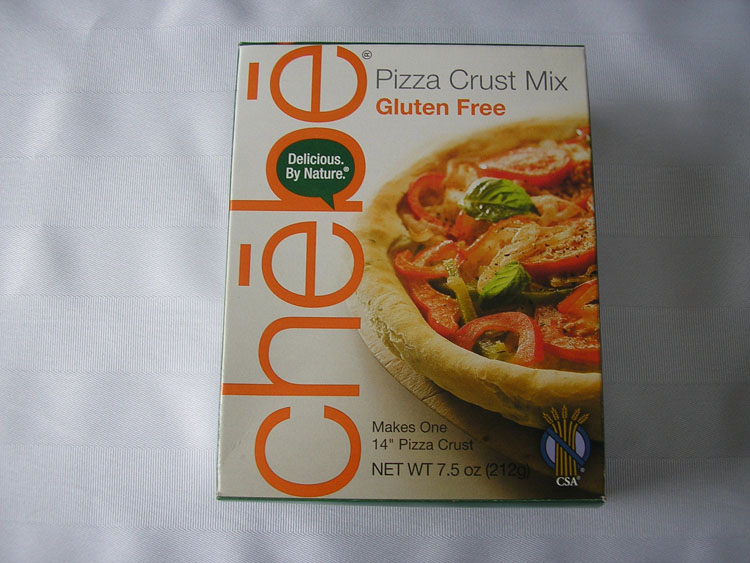 chēbē®
Pizza Crust Mix
Gluten Free
Delicious.
By Nature.®
Makes One
14" Pizza Crust
NET WT 7.5 oz (212g)
CSA®